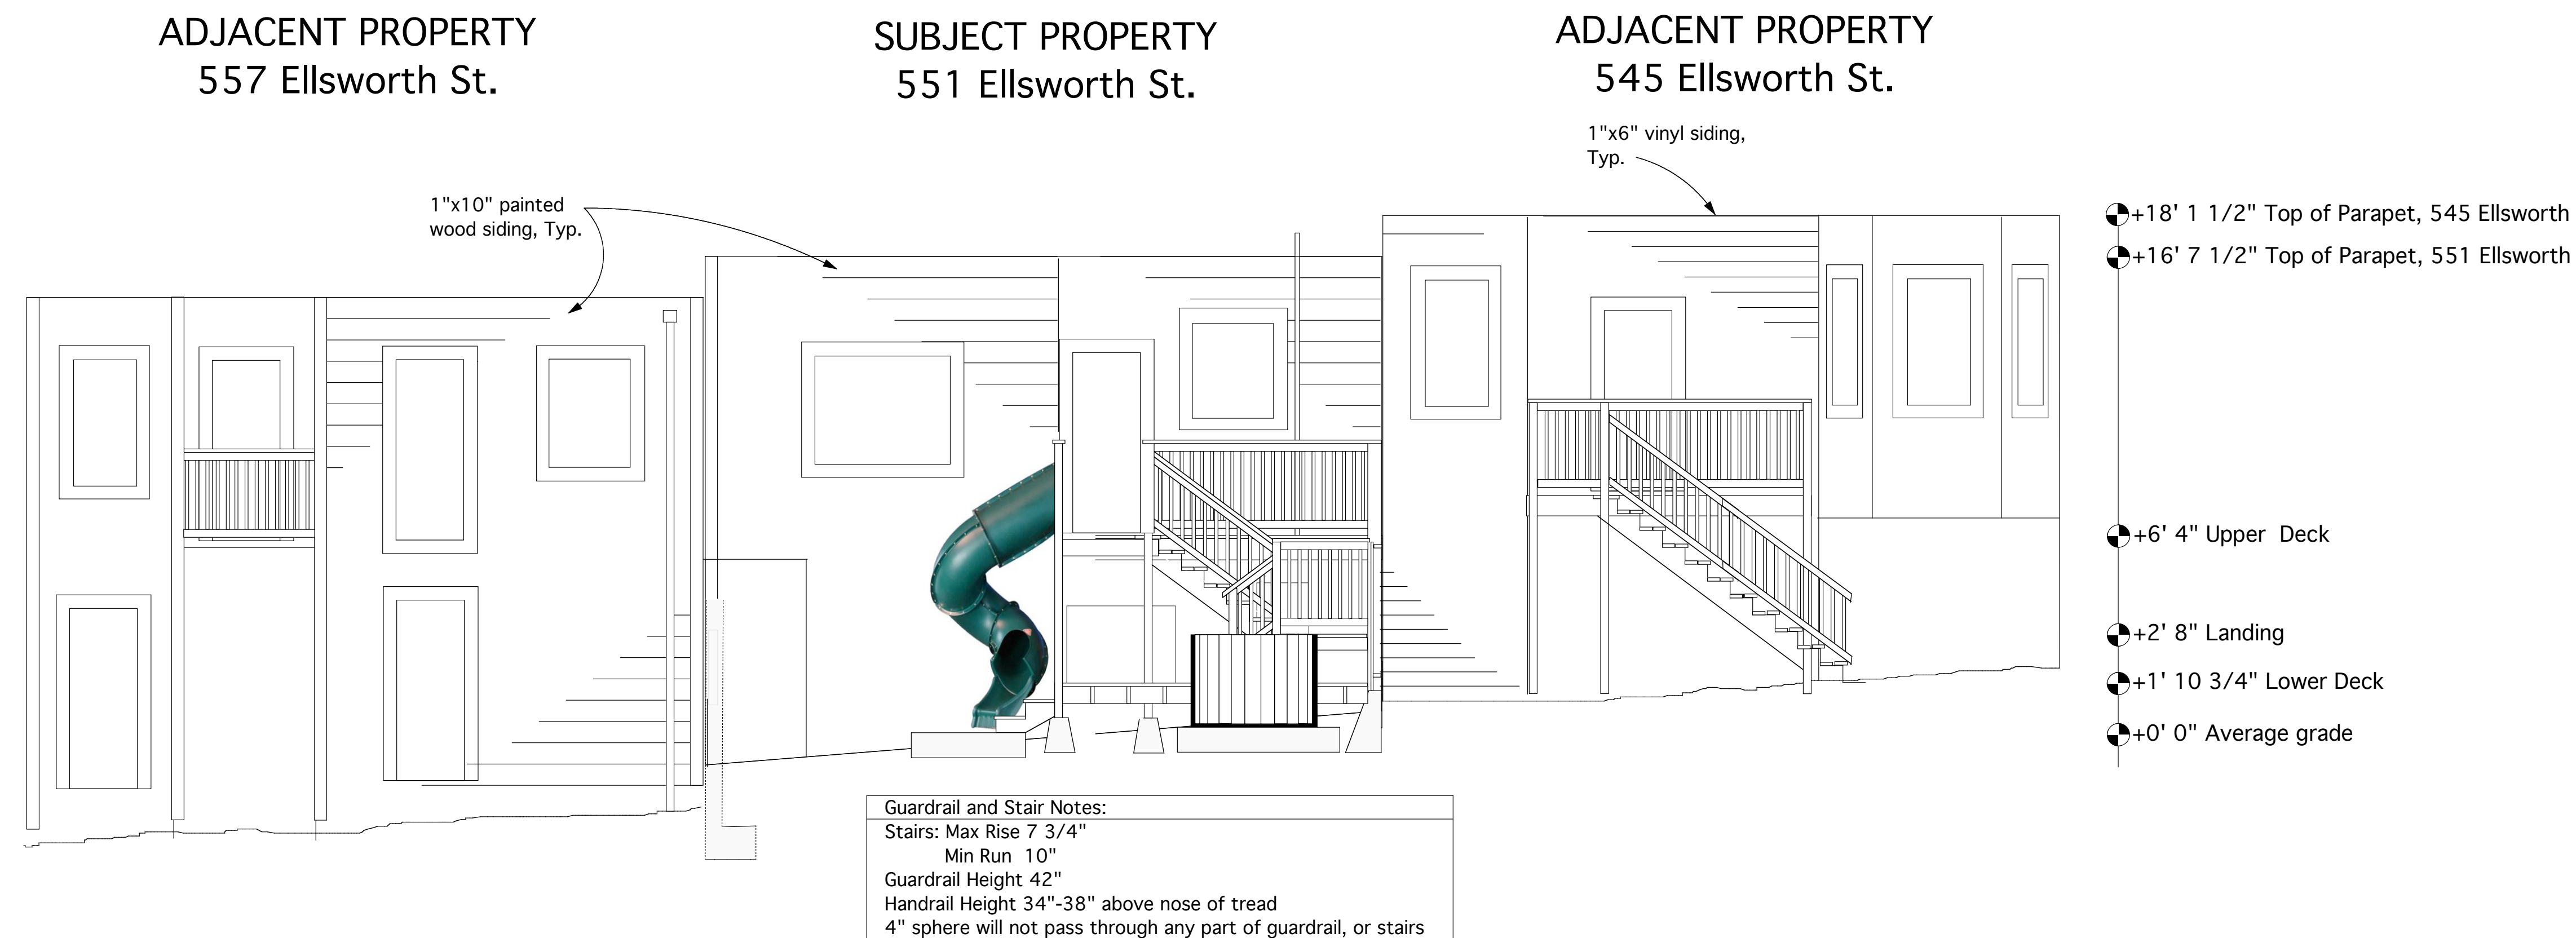 ADJACENT PROPERTY
557 Ellsworth St.
SUBJECT PROPERTY
551 Ellsworth St.
ADJACENT PROPERTY
545 Ellsworth St.
1"x6" vinyl siding,
Typ.
1"x10" painted
wood siding, Typ.
+18' 1 1/2" Top of Parapet, 545 Ellsworth
+16' 7 1/2" Top of Parapet, 551 Ellsworth
+6' 4" Upper Deck
+2' 8" Landing
+1' 10 3/4" Lower Deck
+0' 0" Average grade
Guardrail and Stair Notes:
Stairs: Max Rise 7 3/4"
Min Run 10"
Guardrail Height 42"
Handrail Height 34"-38" above nose of tread
4" sphere will not pass through any part of guardrail, or stairs